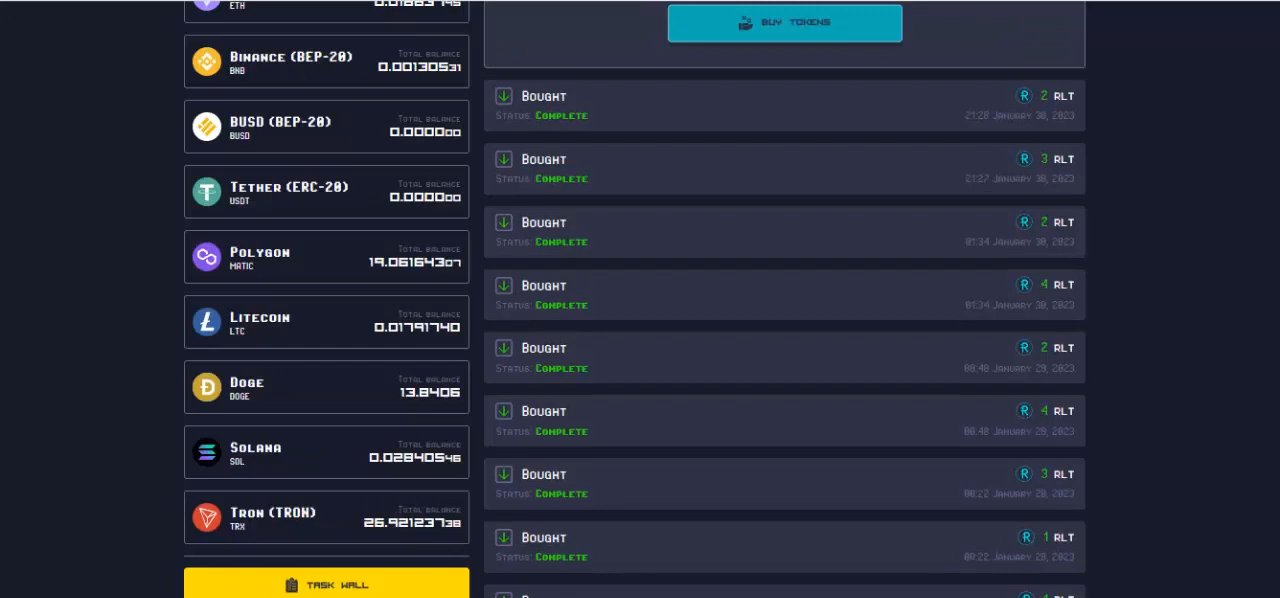 ETH
0.01883795
BINANCE (BEP-20)
BNB
TOTAL BALANCE
0.00130531
BUSD (BEP-20)
BUSD
TOTAL BALANCE
0.000000
TETHER (ERC-20)
USDT
TOTAL BALANCE
0.000000
POLYGON
MATIC
TOTAL BALANCE
19.06164307
LITECOIN
LTC
TOTAL BALANCE
0.01791740
DOGE
DOGE
TOTAL BALANCE
13.8406
SOLANA
SOL
TOTAL BALANCE
0.02840546
TRON (TRON)
TRX
TOTAL BALANCE
26.92123738
TASK WALL
BUY TOKENS
BOUGHT
R 2 RLT
STATUS: COMPLETE
21:28 JANUARY 30, 2023
BOUGHT
R 3 RLT
STATUS: COMPLETE
21:27 JANUARY 30, 2023
BOUGHT
R 2 RLT
STATUS: COMPLETE
01:34 JANUARY 30, 2023
BOUGHT
R 4 RLT
STATUS: COMPLETE
01:34 JANUARY 30, 2023
BOUGHT
R 2 RLT
STATUS: COMPLETE
00:40 JANUARY 29, 2023
BOUGHT
R 4 RLT
STATUS: COMPLETE
00:40 JANUARY 29, 2023
BOUGHT
R 3 RLT
STATUS: COMPLETE
00:22 JANUARY 28, 2023
BOUGHT
R 1 RLT
STATUS: COMPLETE
00:22 JANUARY 29, 2023